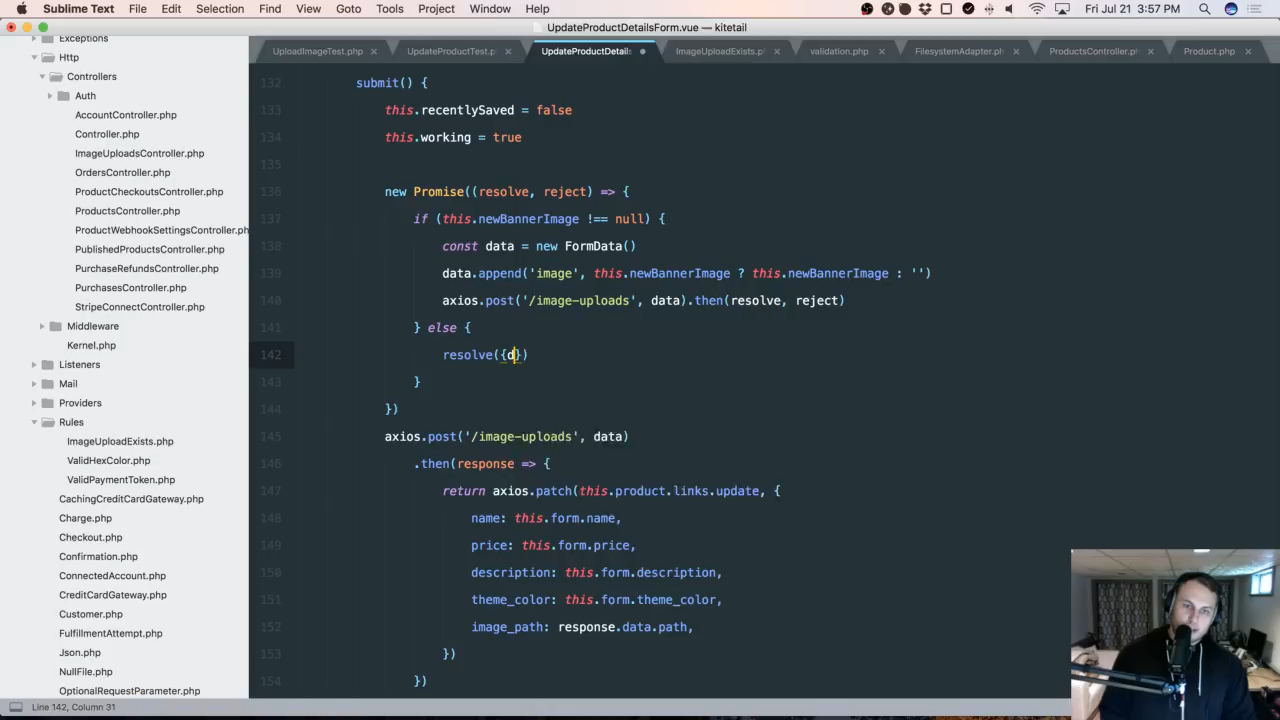 Sublime Text File Edit Selection Find View Goto Tools Project Window Help Fri Jul 21 3:57 PM
UpdateProductDetailsForm.vue — kitetail
UploadImageTest.php UpdateProductTest.php UpdateProductDetails ImageUploadExists.p validation.php FilesystemAdapter.ph ProductsController.ph Product.php
Exceptions
Http
Controllers
Auth
AccountController.php
Controller.php
ImageUploadsController.php
OrdersController.php
ProductCheckoutsController.php
ProductsController.php
ProductWebhookSettingsController.ph
PublishedProductsController.php
PurchaseRefundsController.php
PurchasesController.php
StripeConnectController.php
Middleware
Kernel.php
Listeners
Mail
Providers
Rules
ImageUploadExists.php
ValidHexColor.php
ValidPaymentToken.php
CachingCreditCardGateway.php
Charge.php
Checkout.php
Confirmation.php
ConnectedAccount.php
CreditCardGateway.php
Customer.php
FulfillmentAttempt.php
Json.php
NullFile.php
OptionalRequestParameter.php
132 submit() {
133 this.recentlySaved = false
134 this.working = true
135
136 new Promise((resolve, reject) => {
137 if (this.newBannerImage !== null) {
138 const data = new FormData()
139 data.append('image', this.newBannerImage ? this.newBannerImage : '')
140 axios.post('/image-uploads', data).then(resolve, reject)
141 } else {
142 resolve({d})
143 }
144 })
145 axios.post('/image-uploads', data)
146 .then(response => {
147 return axios.patch(this.product.links.update, {
148 name: this.form.name,
149 price: this.form.price,
150 description: this.form.description,
151 theme_color: this.form.theme_color,
152 image_path: response.data.path,
153 })
154 })
Line 142, Column 31